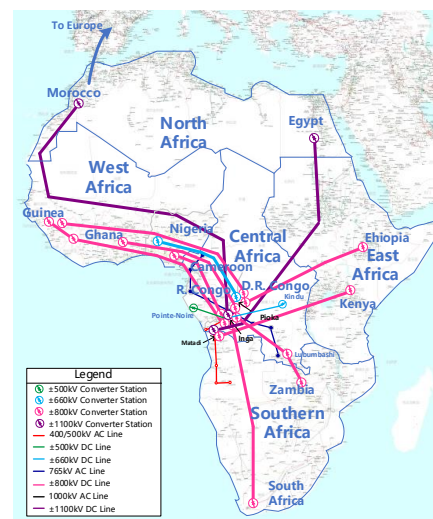 To Europe
Morocco
North
Africa
Egypt
West
Africa
Guinea
Ghana
Nigeria
Central
Africa
Ehiopia
East
Africa
Cameroon
D.R. Congo
R.Congo
Kindu
Kenya
Pointe-Noire
Pioka
Matadi
Inga
Lubumbashi
Zambia
Southern
Africa
South
Africa
Legend
±500kV Converter Station
±660kV Converter Station
±800kV Converter Station
±1100kV Converter Station
400/500kV AC Line
±500kV DC Line
±660kV DC Line
765kV AC Line
±800kV DC Line
1000kV AC Line
±1100kV DC Line